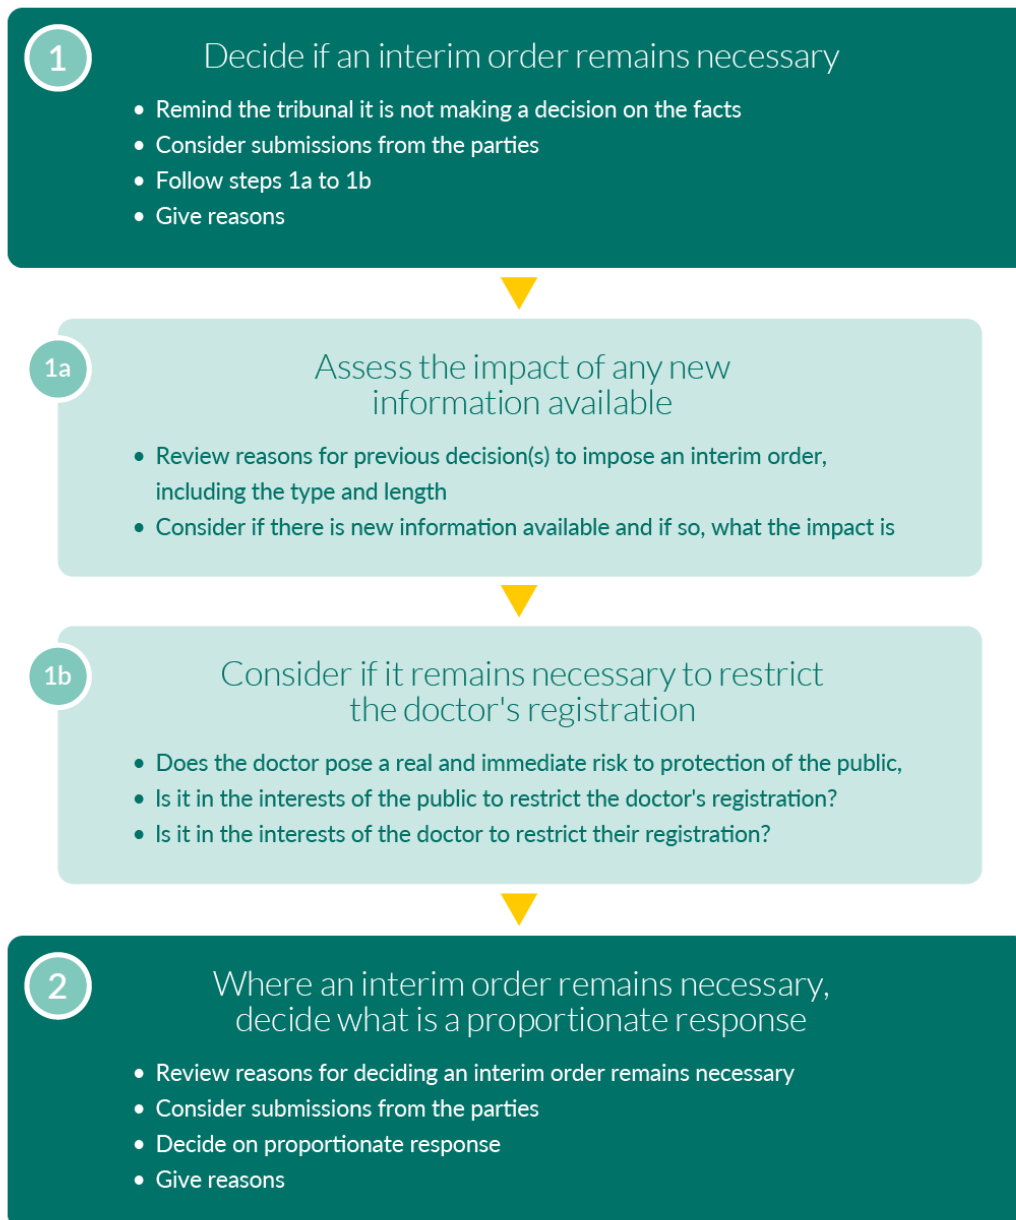 1
Decide if an interim order remains necessary
• Remind the tribunal it is not making a decision on the facts
• Consider submissions from the parties
• Follow steps 1a to 1b
• Give reasons
1a
Assess the impact of any new
information available
• Review reasons for previous decision(s) to impose an interim order,
including the type and length
• Consider if there is new information available and if so, what the impact is
1b
Consider if it remains necessary to restrict
the doctor's registration
• Does the doctor pose a real and immediate risk to protection of the public,
• Is it in the interests of the public to restrict the doctor's registration?
• Is it in the interests of the doctor to restrict their registration?
2
Where an interim order remains necessary,
decide what is a proportionate response
• Review reasons for deciding an interim order remains necessary
• Consider submissions from the parties
• Decide on proportionate response
• Give reasons